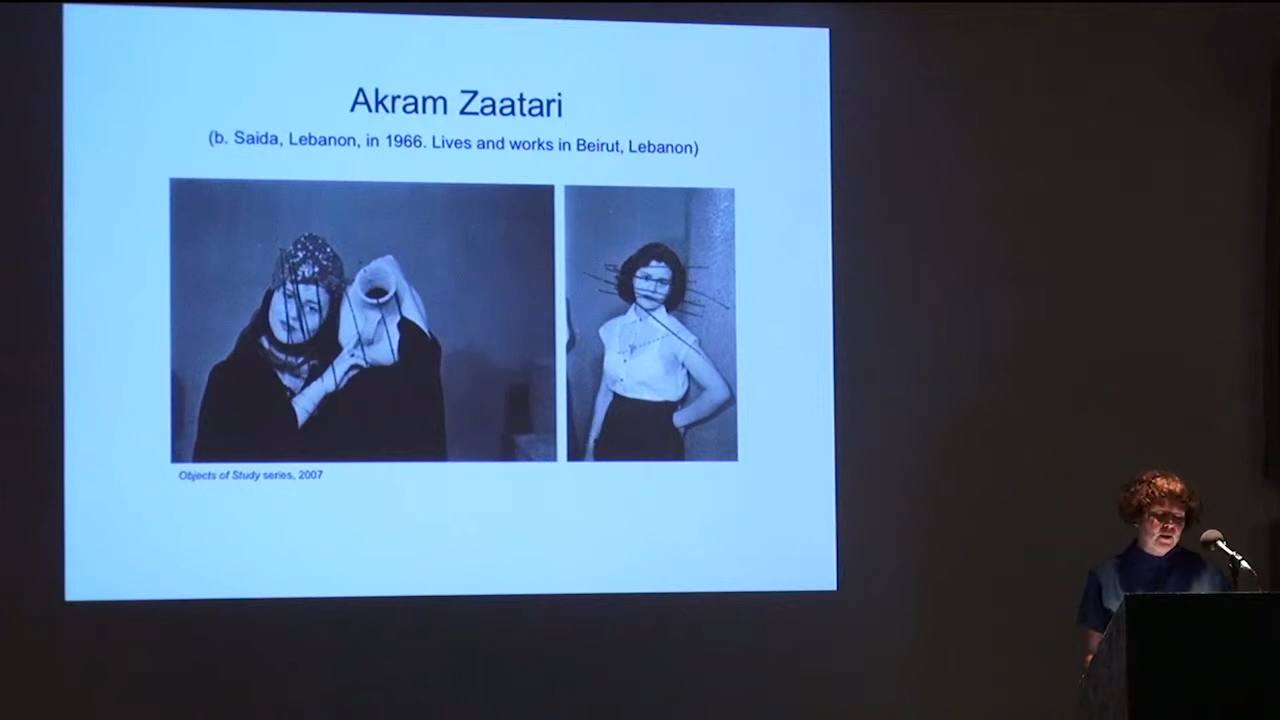 Akram Zaatari
(b. Saida, Lebanon, in 1966. Lives and works in Beirut, Lebanon)
Objects of Study series, 2007